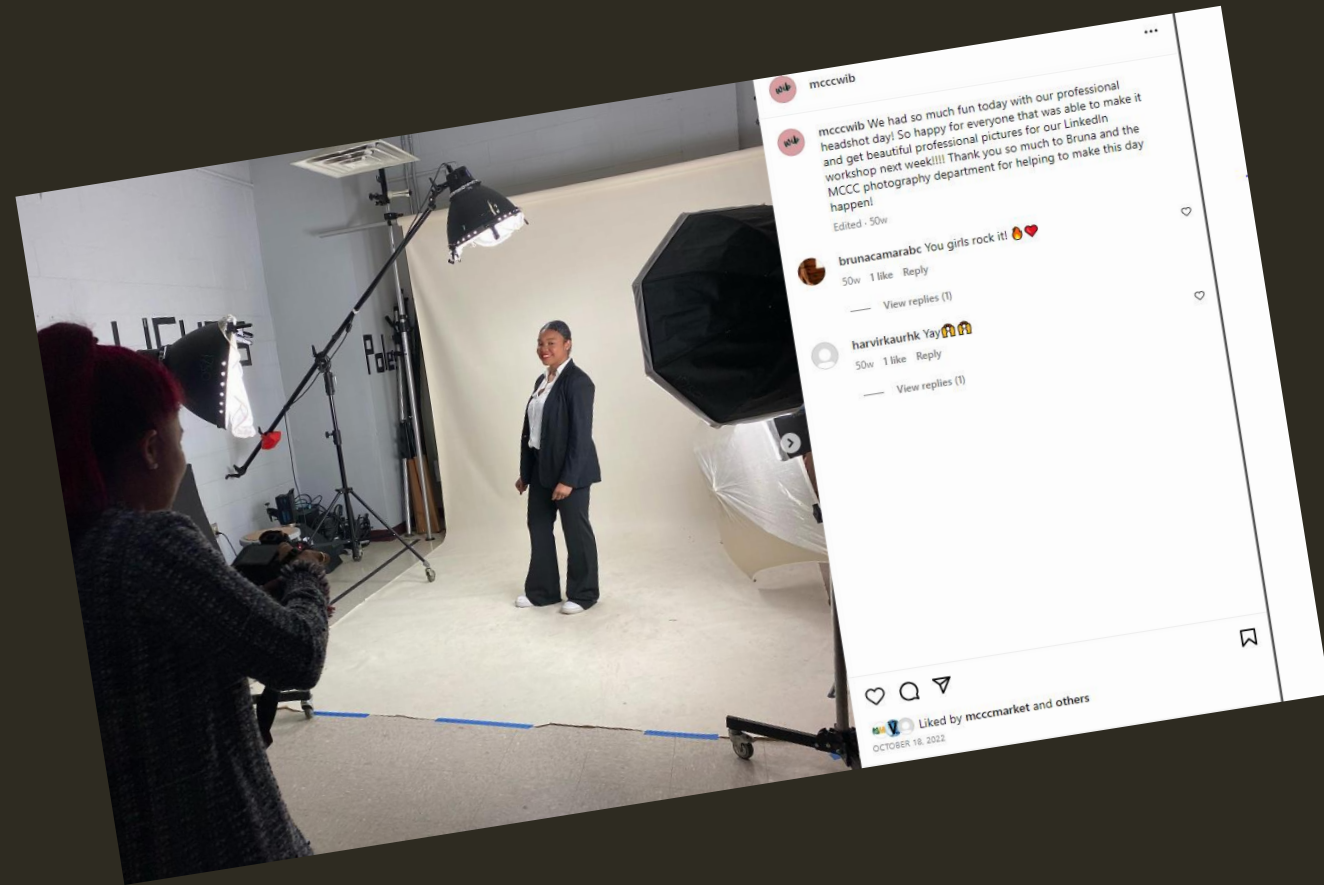 •••
wib mcccwib
wib mcccwib We had so much fun today with our professional
headshot day! So happy for everyone that was able to make it
and get beautiful professional pictures for our LinkedIn
workshop next week!!!! Thank you so much to Bruna and the
MCCC photography department for helping to make this day
happen!
Edited · 50w
brunacamarabc You girls rock it! 🔥❤️
50w 1 like Reply
View replies (1)
harvirkaurhk Yay🙌🙌
50w 1 like Reply
View replies (1)
Liked by mcccmarket and others
OCTOBER 18, 2022